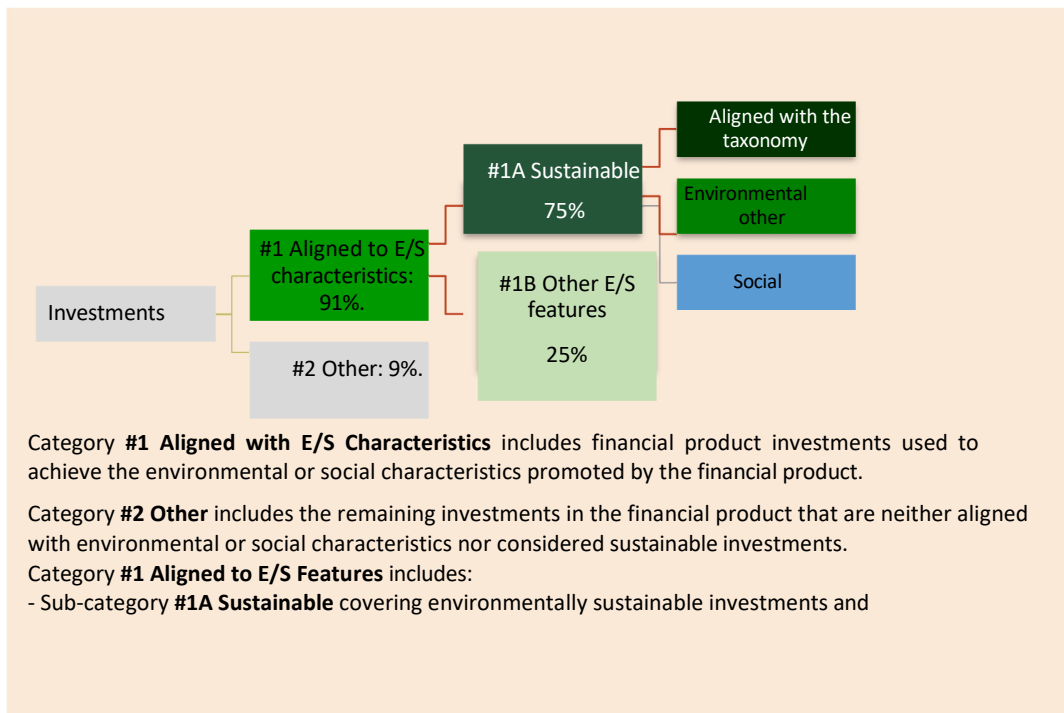 Aligned with the
taxonomy
#1A Sustainable
75%
Environmental
other
#1 Aligned to E/S
characteristics:
91%.
#1B Other E/S
features
25%
Social
Investments
#2 Other: 9%.
Category #1 Aligned with E/S Characteristics includes financial product investments used to
achieve the environmental or social characteristics promoted by the financial product.
Category #2 Other includes the remaining investments in the financial product that are neither aligned
with environmental or social characteristics nor considered sustainable investments.
Category #1 Aligned to E/S Features includes:
- Sub-category #1A Sustainable covering environmentally sustainable investments and